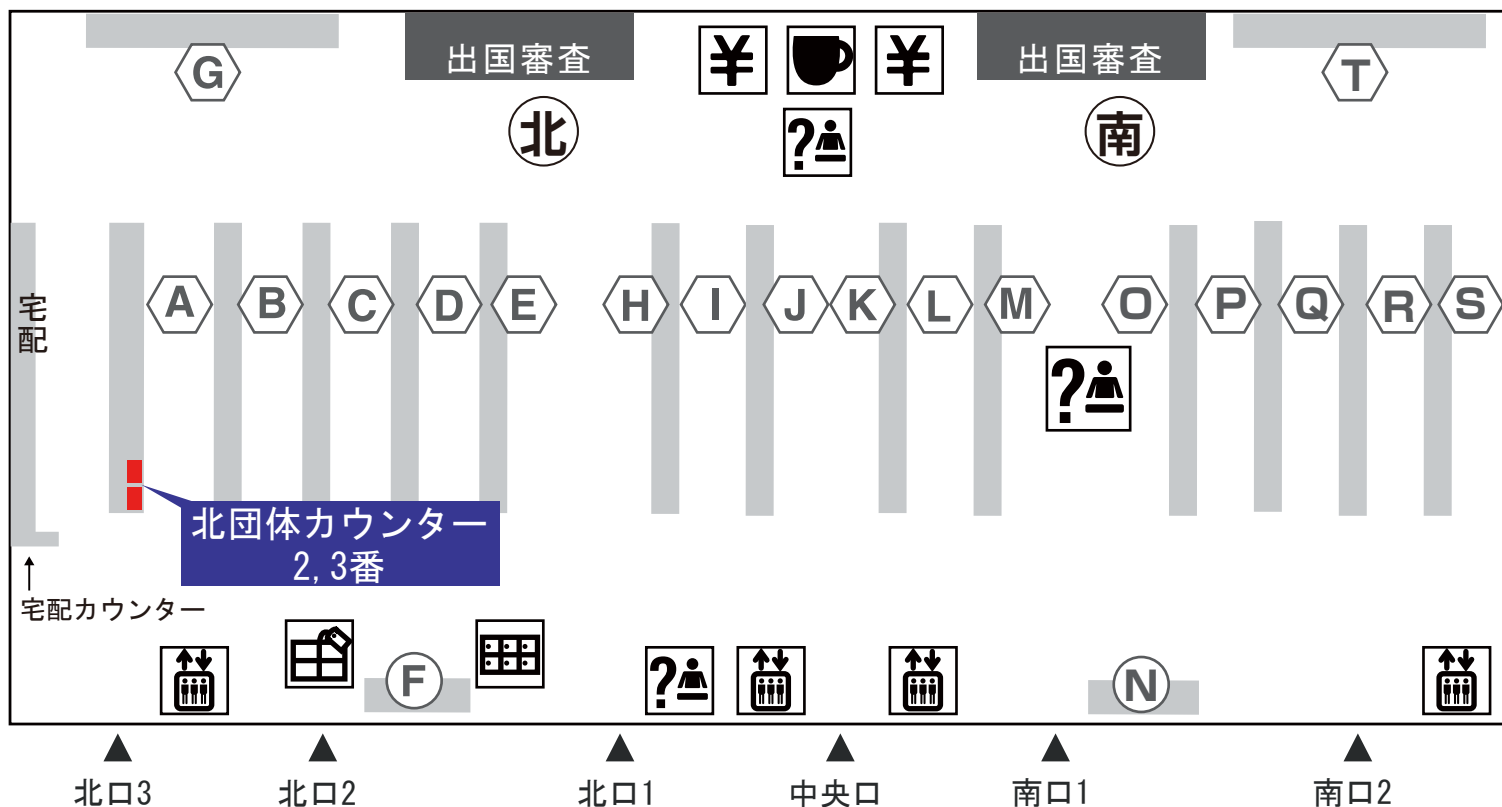 G
出国審査
¥
¥
出国審査
T
北
?
南
宅配
A
B
C
D
E
H
I
J
K
L
M
O
P
Q
R
S
?
北団体カウンター
2,3番
宅配カウンター
F
?
N
北口3
北口2
北口1
中央口
南口1
南口2